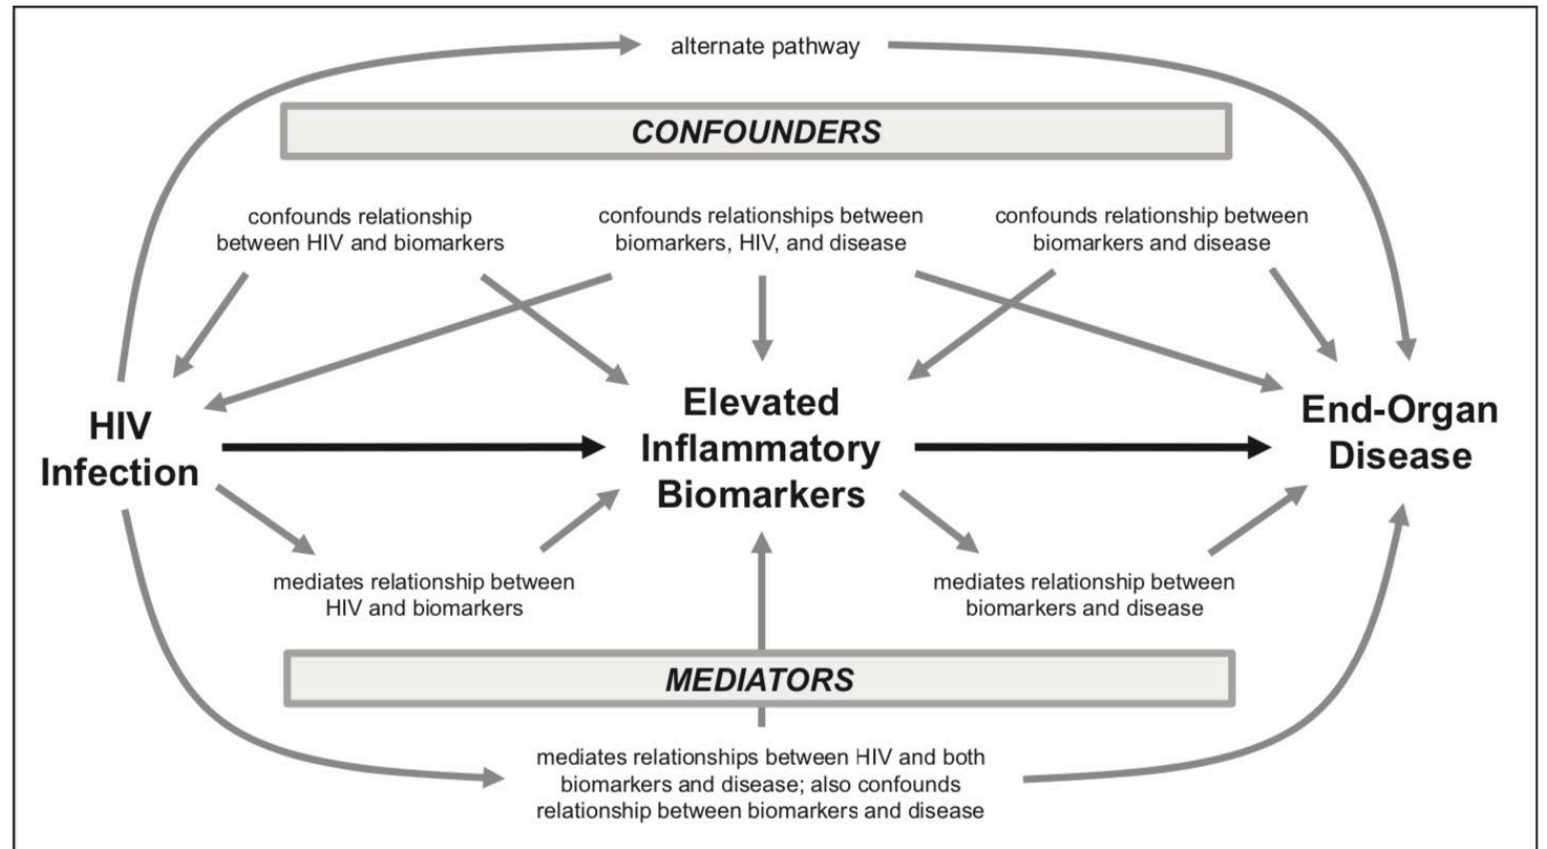 alternate pathway
CONFOUNDERS
confounds relationship
between HIV and biomarkers
confounds relationships between
biomarkers, HIV, and disease
confounds relationship between
biomarkers and disease
HIV
Infection
Elevated
Inflammatory
Biomarkers
End-Organ
Disease
mediates relationship between
HIV and biomarkers
mediates relationship between
biomarkers and disease
MEDIATORS
mediates relationships between HIV and both
biomarkers and disease; also confounds
relationship between biomarkers and disease